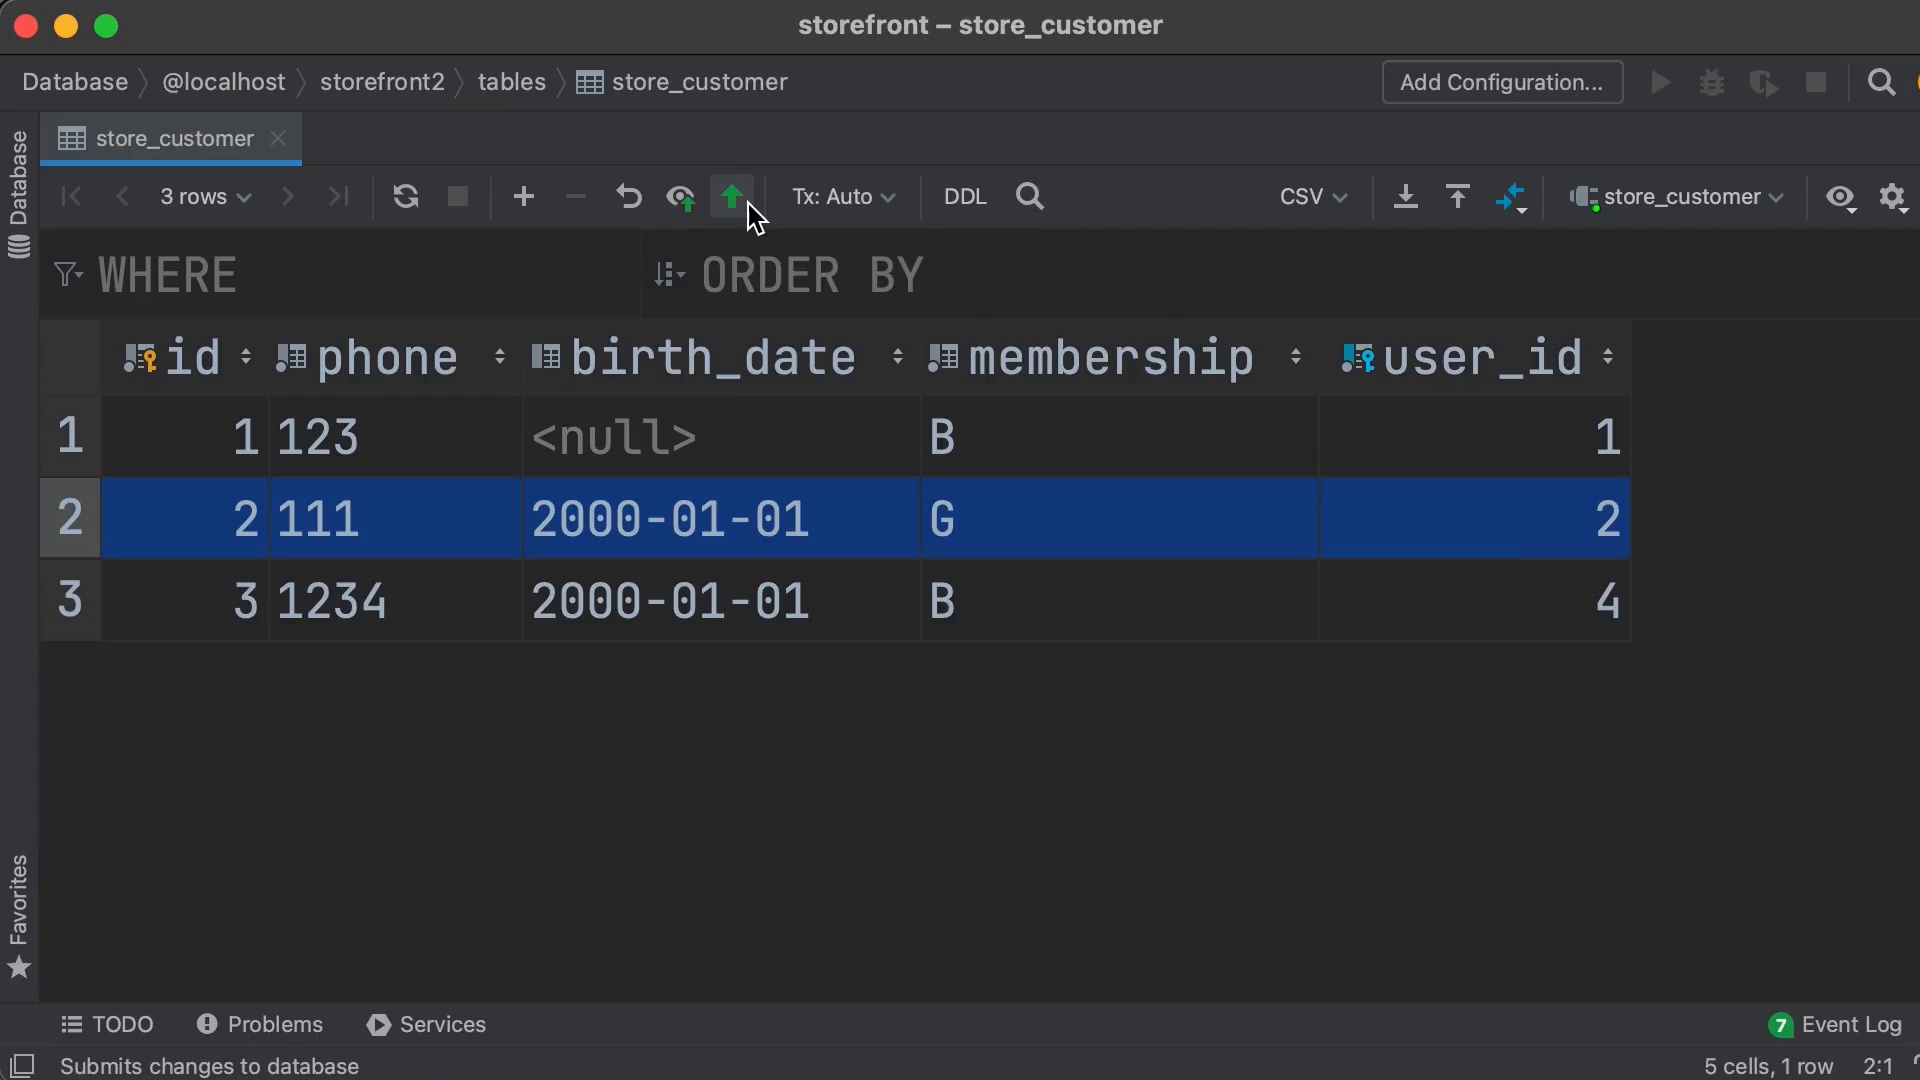 storefront – store_customer
Database @localhost storefront2 tables store_customer Add Configuration...
Database
store_customer
3 rows Tx: Auto DDL CSV store_customer
WHERE ORDER BY
id phone birth_date membership user_id
1 1 123 <null> B 1
2 2 111 2000-01-01 G 2
3 3 1234 2000-01-01 B 4
Favorites
TODO Problems Services 7 Event Log
Submits changes to database 5 cells, 1 row 2:1